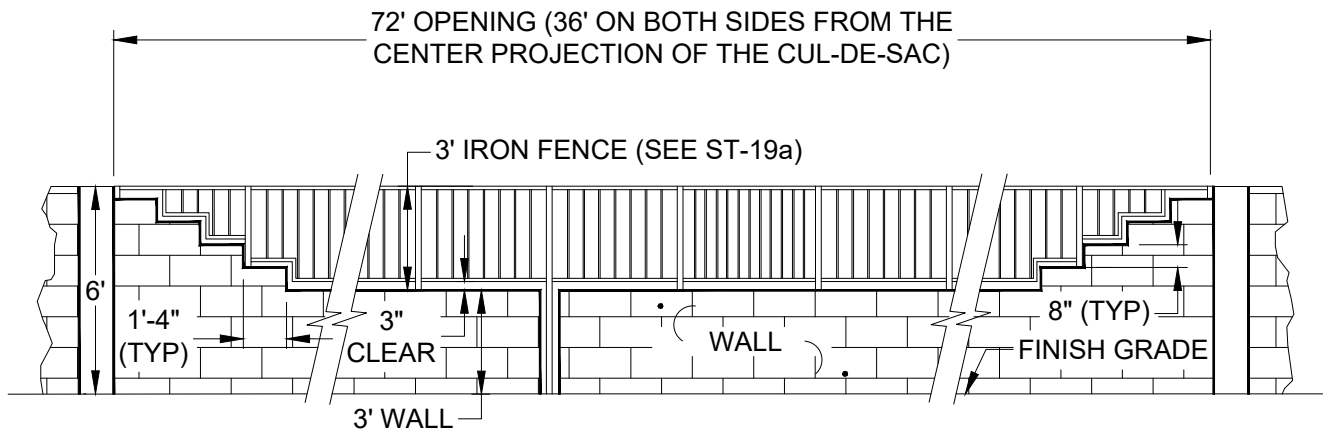 72' OPENING (36' ON BOTH SIDES FROM THE
CENTER PROJECTION OF THE CUL-DE-SAC)
3' IRON FENCE (SEE ST-19a)
6'
1'-4"
(TYP)
3"
CLEAR
WALL
8" (TYP)
FINISH GRADE
3' WALL